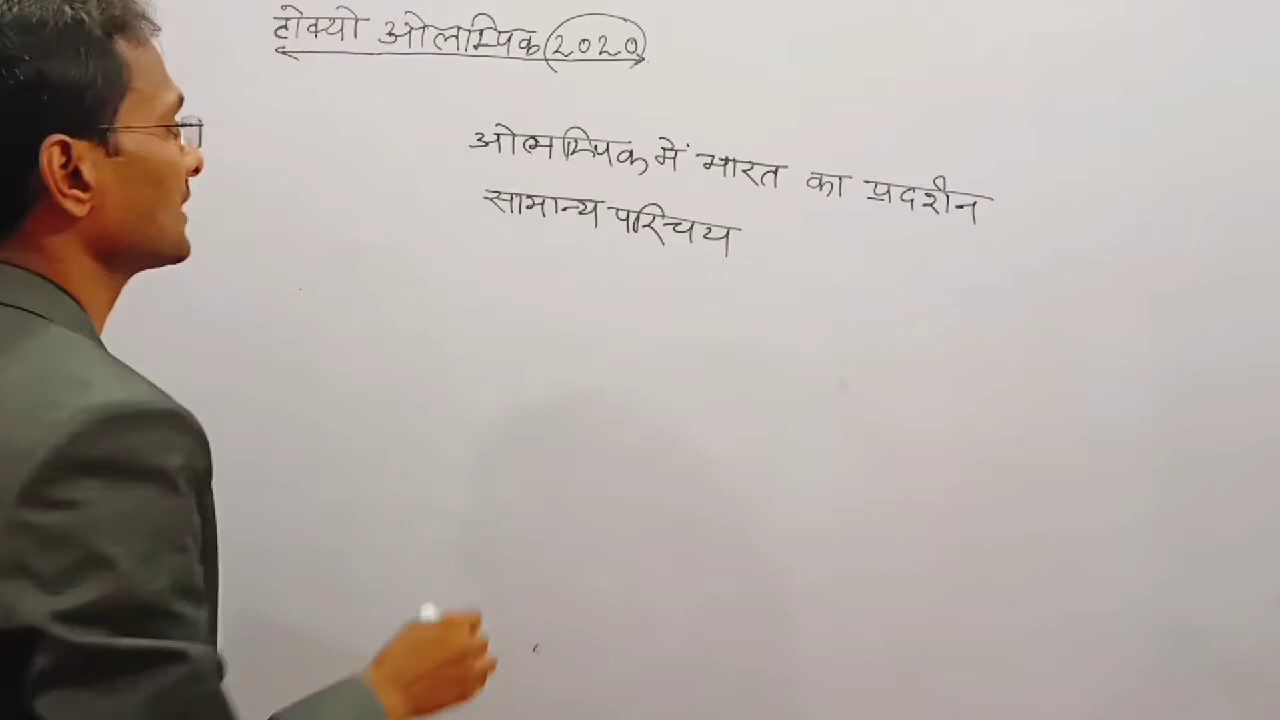 टोक्यो ओलम्पिक (2020)
ओलम्पिक में भारत का प्रदर्शन
सामान्य परिचय